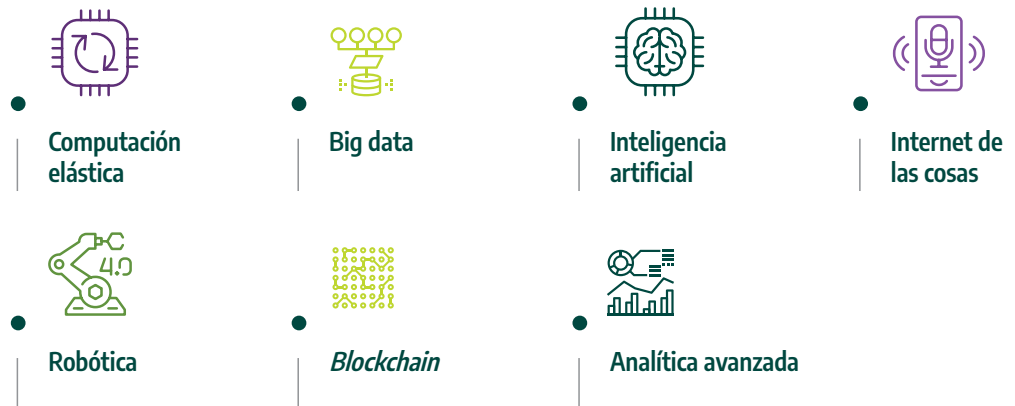 Computación
elástica
Big data
Inteligencia
artificial
Internet de
las cosas
4.0
Robótica
Blockchain
Analítica avanzada